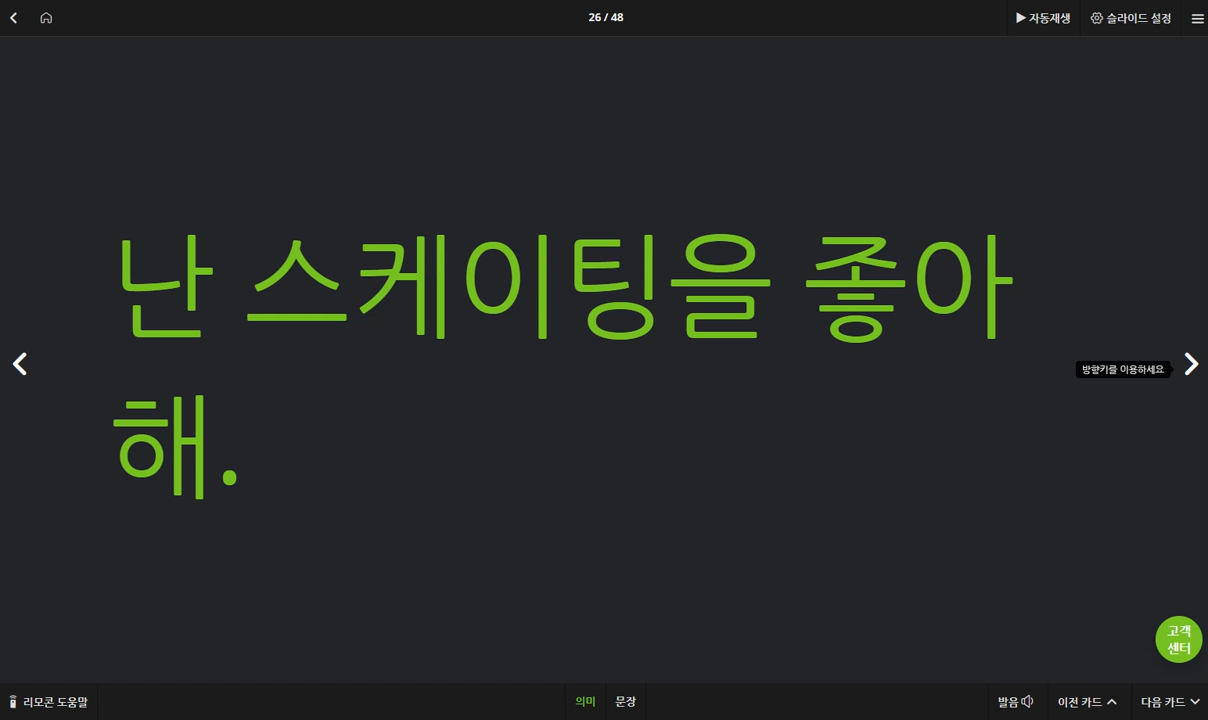 26 / 48
자동재생
슬라이드 설정
난 스케이팅을 좋아
해.
방향키를 이용하세요
고객
센터
리모콘 도움말
의미
문장
발음
이전 카드
다음 카드